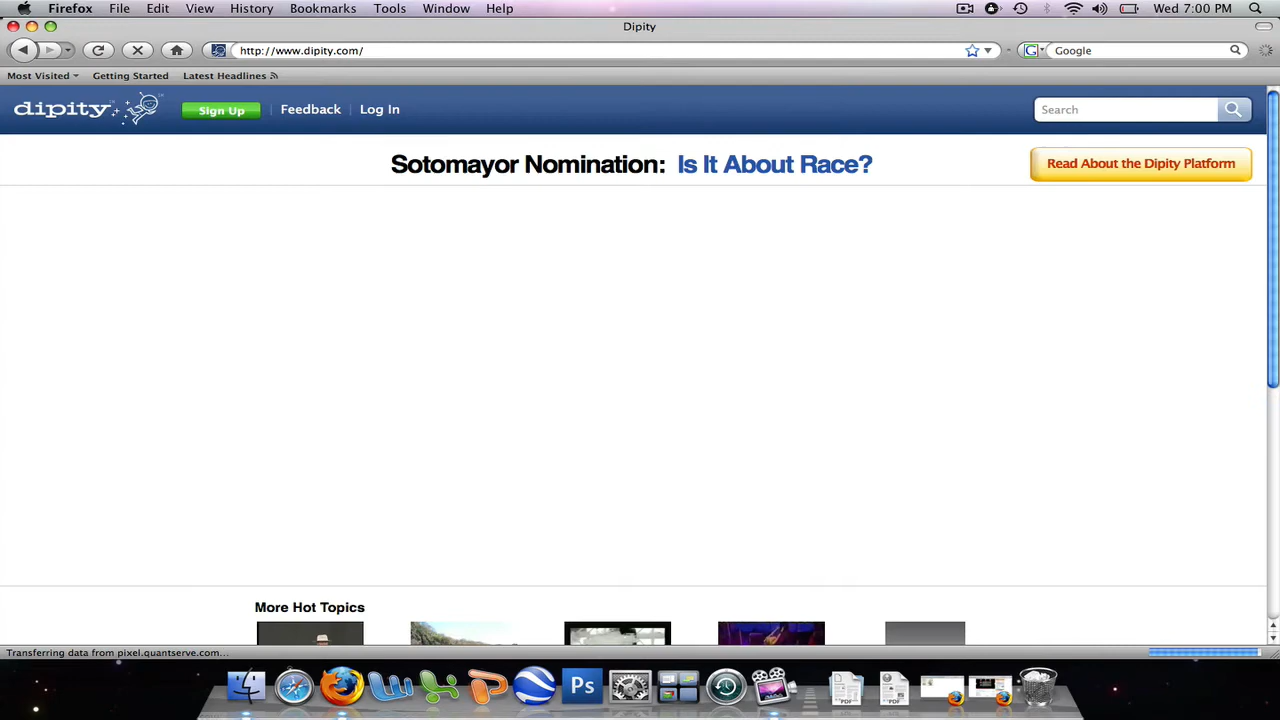 Firefox File Edit View History Bookmarks Tools Window Help Wed 7:00 PM
Dipity
http://www.dipity.com/ Google
Most Visited Getting Started Latest Headlines
dipity Sign Up Feedback Log In Search
Sotomayor Nomination: Is It About Race? Read About the Dipity Platform
More Hot Topics
Transferring data from pixel.quantserve.com...
Ps
PDF PDF